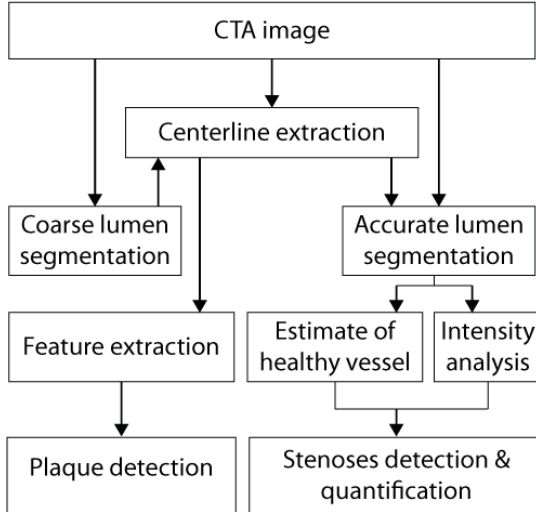 CTA image
Centerline extraction
Coarse lumen
segmentation
Accurate lumen
segmentation
Feature extraction
Estimate of
healthy vessel
Intensity
analysis
Plaque detection
Stenoses detection &
quantification